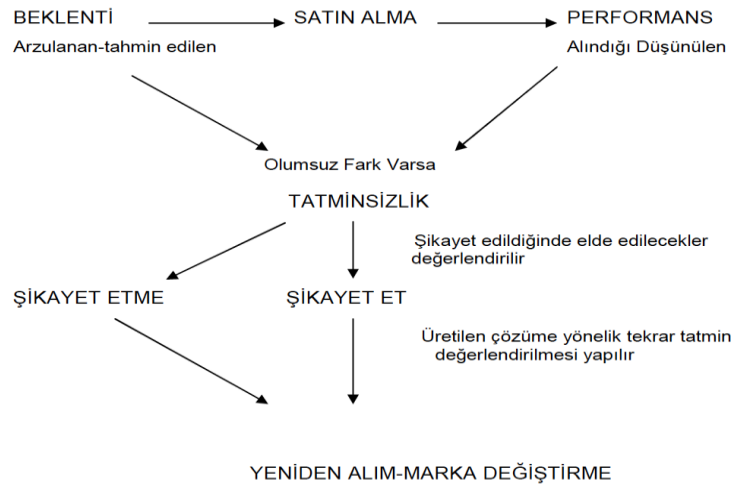 BEKLENTİ
SATIN ALMA
PERFORMANS
Arzulanan-tahmin edilen
Alındığı Düşünülen
Olumsuz Fark Varsa
TATMİNSİZLİK
Şikayet edildiğinde elde edilecekler
değerlendirilir
ŞİKAYET ETME
ŞİKAYET ET
Üretilen çözüme yönelik tekrar tatmin
değerlendirilmesi yapılır
YENİDEN ALIM-MARKA DEĞİŞTİRME